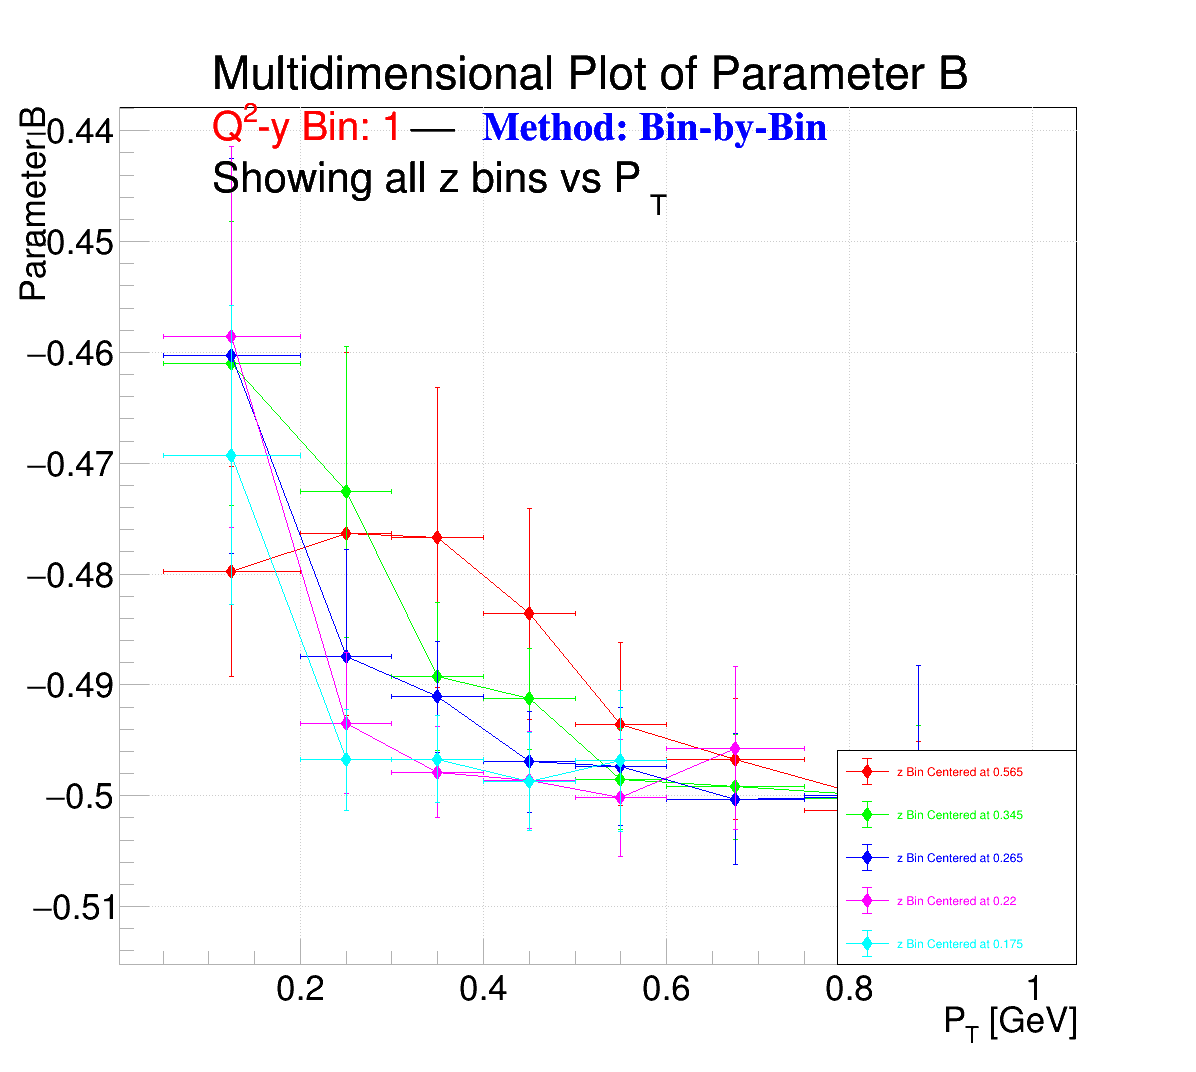 Multidimensional Plot of Parameter B
Q²-y Bin: 1 — Method: Bin-by-Bin
Showing all z bins vs P_T
Parameter B
0.44
0.45
−0.46
−0.47
−0.48
−0.49
−0.5
−0.51
z Bin Centered at 0.565
z Bin Centered at 0.345
z Bin Centered at 0.265
z Bin Centered at 0.22
z Bin Centered at 0.175
0.2 0.4 0.6 0.8 1
P_T [GeV]